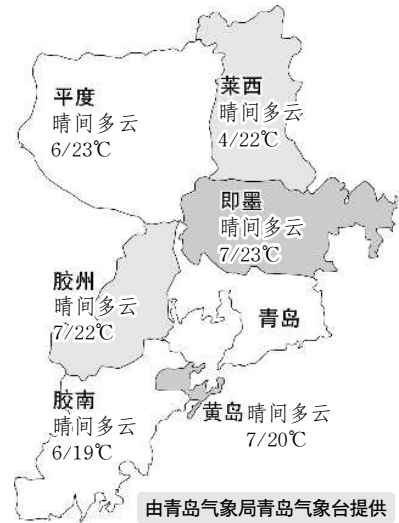 莱西
晴间多云
4/22℃
平度
晴间多云
6/23℃
即墨
晴间多云
7/23℃
胶州
晴间多云
7/22℃
青岛
胶南
晴间多云
6/19℃
黄岛 晴间多云
7/20℃
由青岛气象局青岛气象台提供